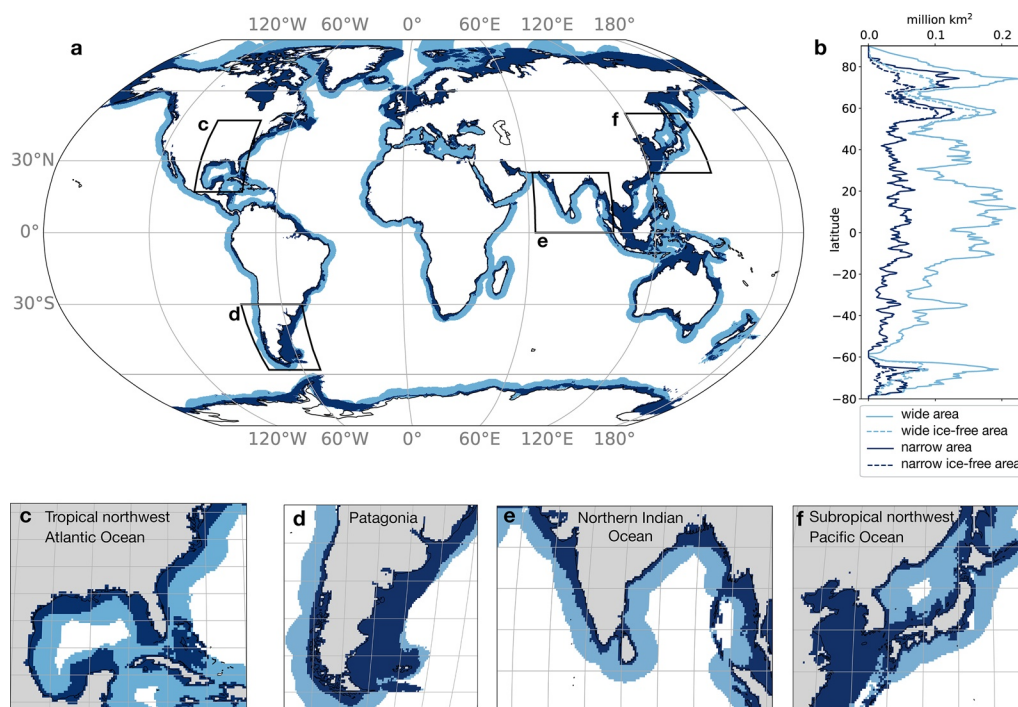 120°W 60°W 0° 60°E 120°E 180°
a
c
f
30°N
0°
e
30°S
d
120°W 60°W 0° 60°E 120°E 180°
million km2
b
0.0 0.1 0.2
80
60
40
20
0
−20
−40
−60
−80
latitude
wide area
wide ice-free area
narrow area
narrow ice-free area
c Tropical northwest
Atlantic Ocean
d Patagonia
e Northern Indian
Ocean
f Subropical northwest
Pacific Ocean